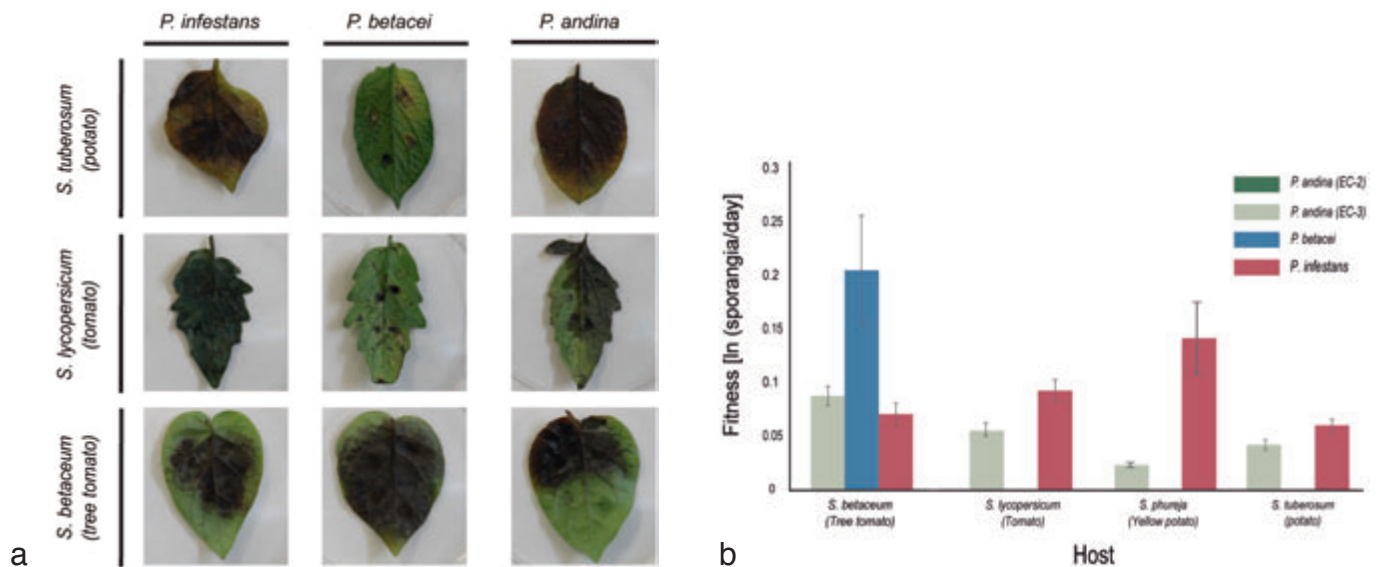 P. infestans P. betacei P. andina
S. tuberosum
(potato)
S. lycopersicum
(tomato)
S. betaceum
(tree tomato)
a
Fitness [ln (sporangia/day]
0.3
0.25
0.2
0.15
0.1
0.05
0
P. andina (EC-2)
P. andina (EC-3)
P. betacei
P. infestans
S. betaceum
(Tree tomato)
S. lycopersicum
(Tomato)
S. phureja
(Yellow potato)
S. tuberosum
(potato)
Host
b